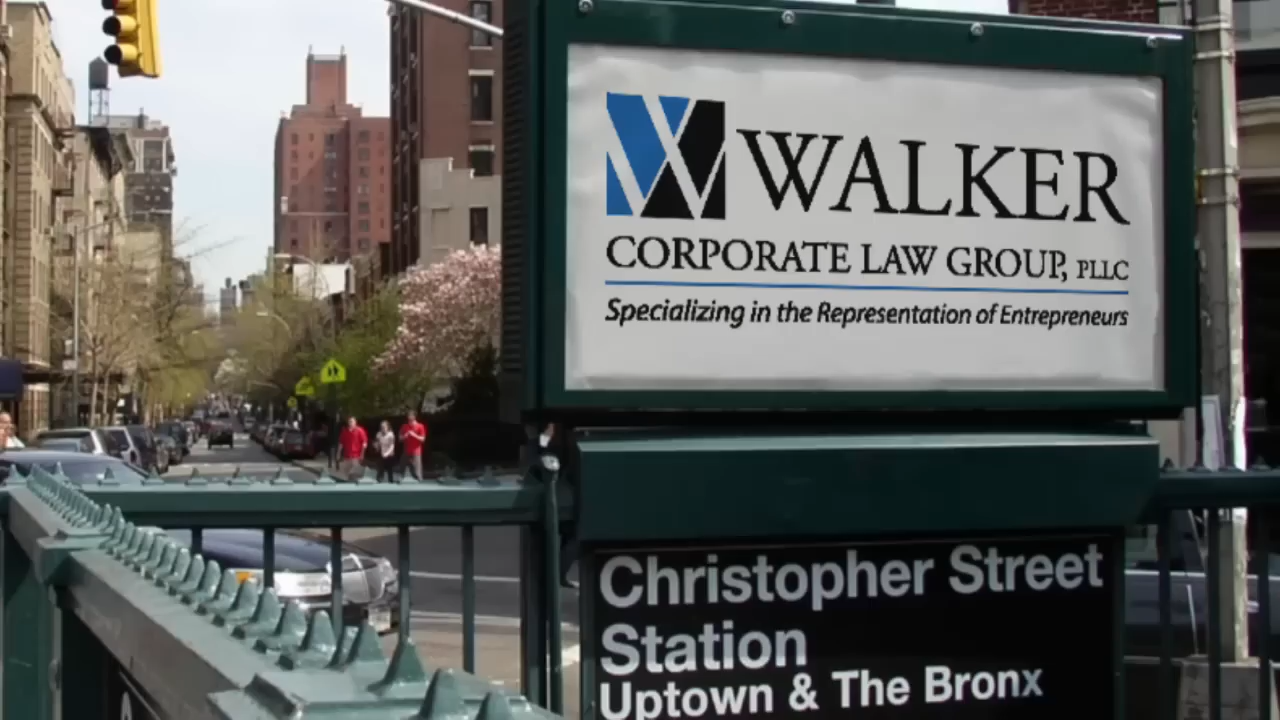 WALKER
CORPORATE LAW GROUP, PLLC
Specializing in the Representation of Entrepreneurs
Christopher Street
Station
Uptown & The Bronx